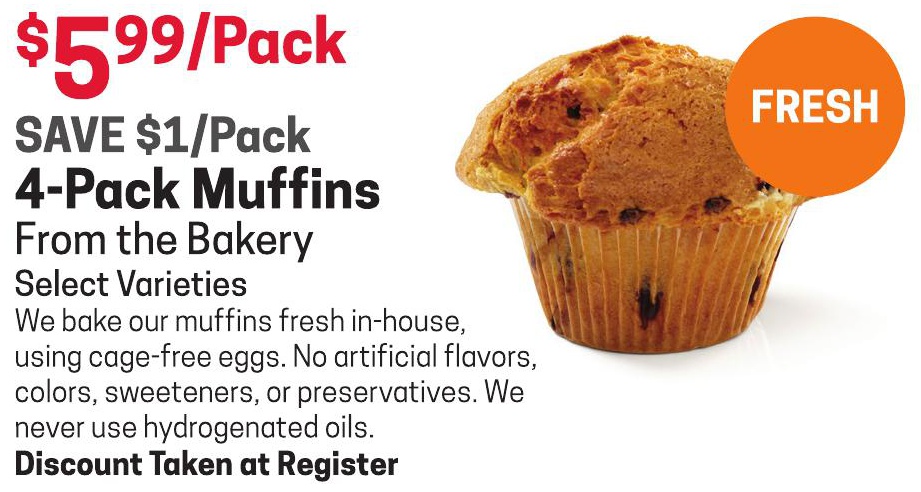 $5.99/Pack
SAVE $1/Pack
4-Pack Muffins
From the Bakery
Select Varieties
We bake our muffins fresh in-house,
using cage-free eggs. No artificial flavors,
colors, sweeteners, or preservatives. We
never use hydrogenated oils.
Discount Taken at Register
FRESH